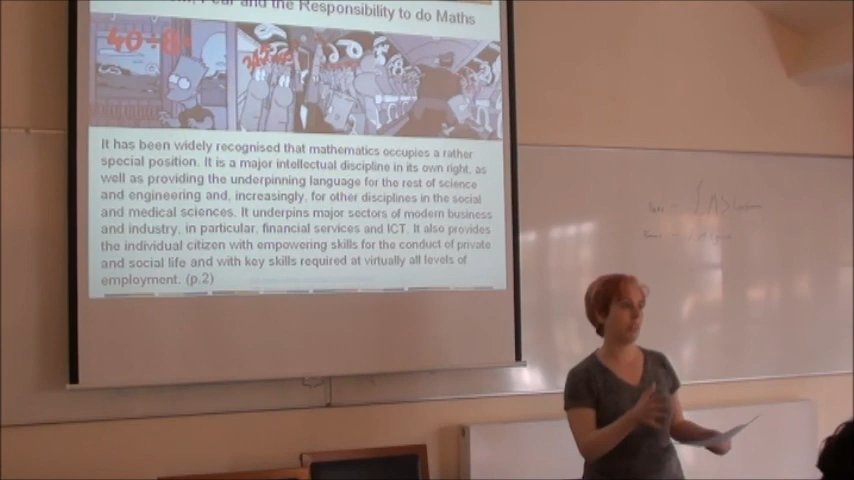 and the Responsibility to do Maths
40÷8
It has been widely recognised that mathematics occupies a rather
special position. It is a major intellectual discipline in its own right, as
well as providing the underpinning language for the rest of science
and engineering and, increasingly, for other disciplines in the social
and medical sciences. It underpins major sectors of modern business
and industry, in particular, financial services and ICT. It also provides
the individual citizen with empowering skills for the conduct of private
and social life and with key skills required at virtually all levels of
employment. (p.2)